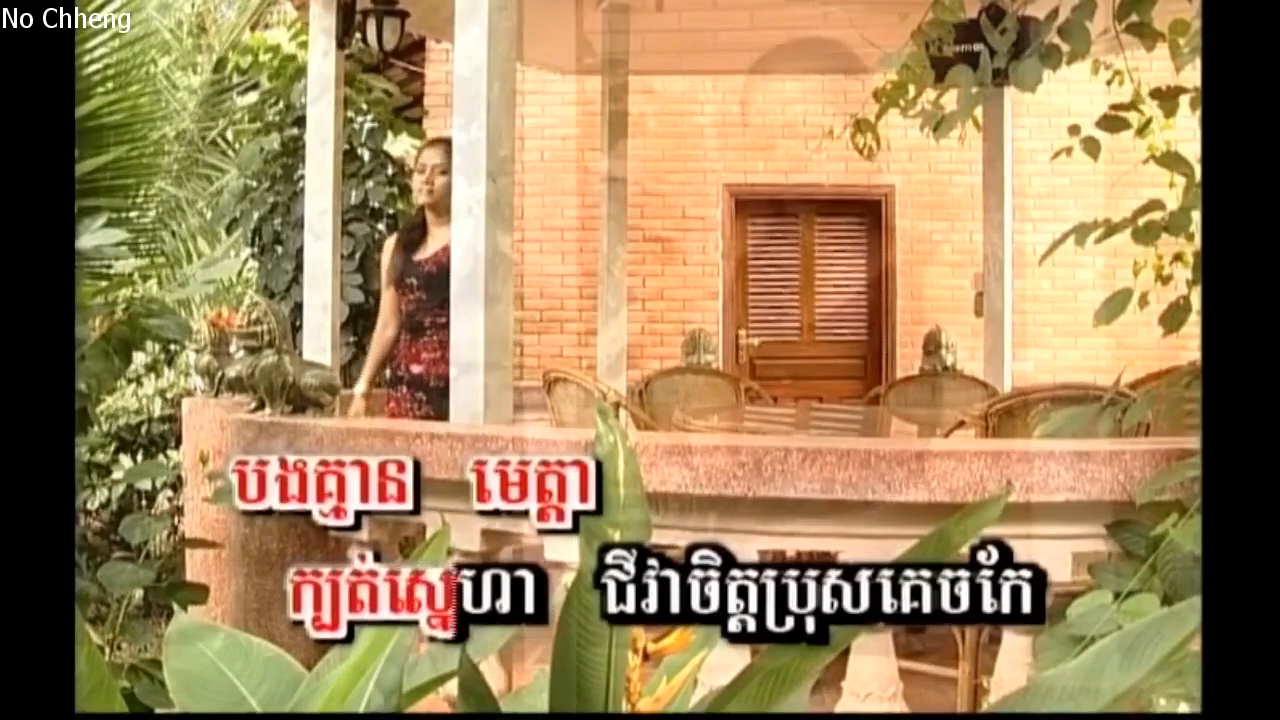 No Chheng
បងគ្មាន មេត្តា
ក្បត់ស្នេហា ជីវ៉ាចិត្តប្រុសគេចកែ